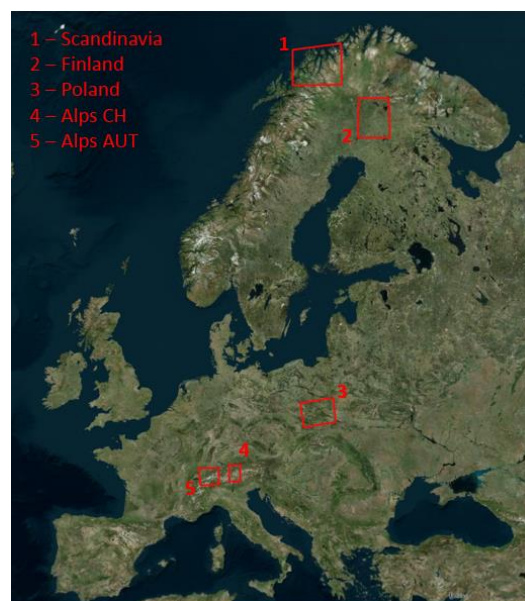 1 – Scandinavia
2 – Finland
3 – Poland
4 – Alps CH
5 – Alps AUT
1
2
3
4
5